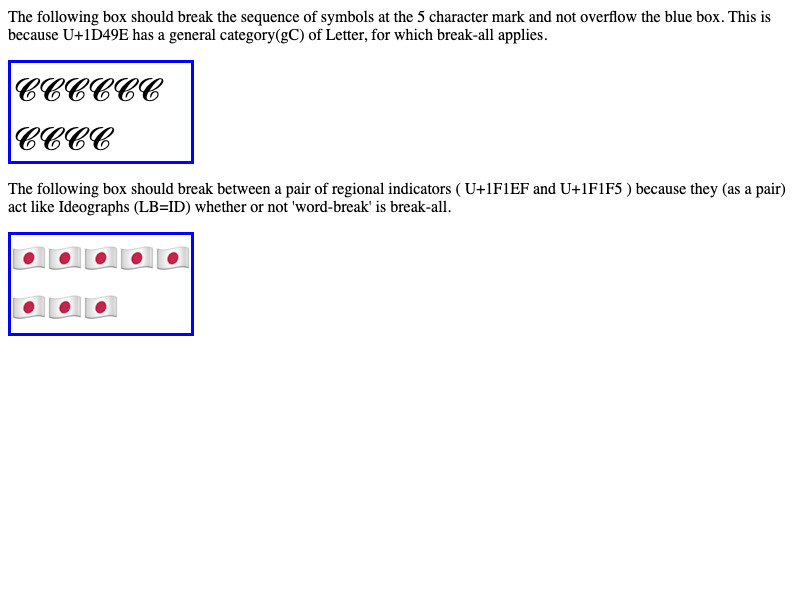 The following box should break the sequence of symbols at the 5 character mark and not overflow the blue box. This is
because U+1D49E has a general category(gC) of Letter, for which break-all applies.
𝒞𝒞𝒞𝒞𝒞𝒞
𝒞𝒞𝒞𝒞
The following box should break between a pair of regional indicators ( U+1F1EF and U+1F1F5 ) because they (as a pair)
act like Ideographs (LB=ID) whether or not 'word-break' is break-all.
🇯🇵🇯🇵🇯🇵🇯🇵🇯🇵
🇯🇵🇯🇵🇯🇵